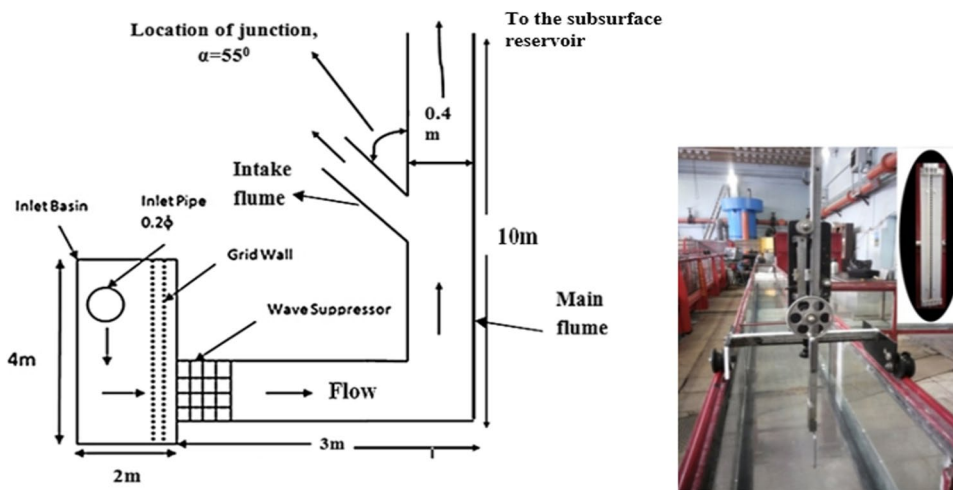 To the subsurface
reservoir
Location of junction,
α=55⁰
0.4
m
Intake
flume
Inlet Basin
Inlet Pipe
0.2ϕ
Grid Wall
10m
Wave Suppressor
Main
flume
4m
Flow
3m
2m